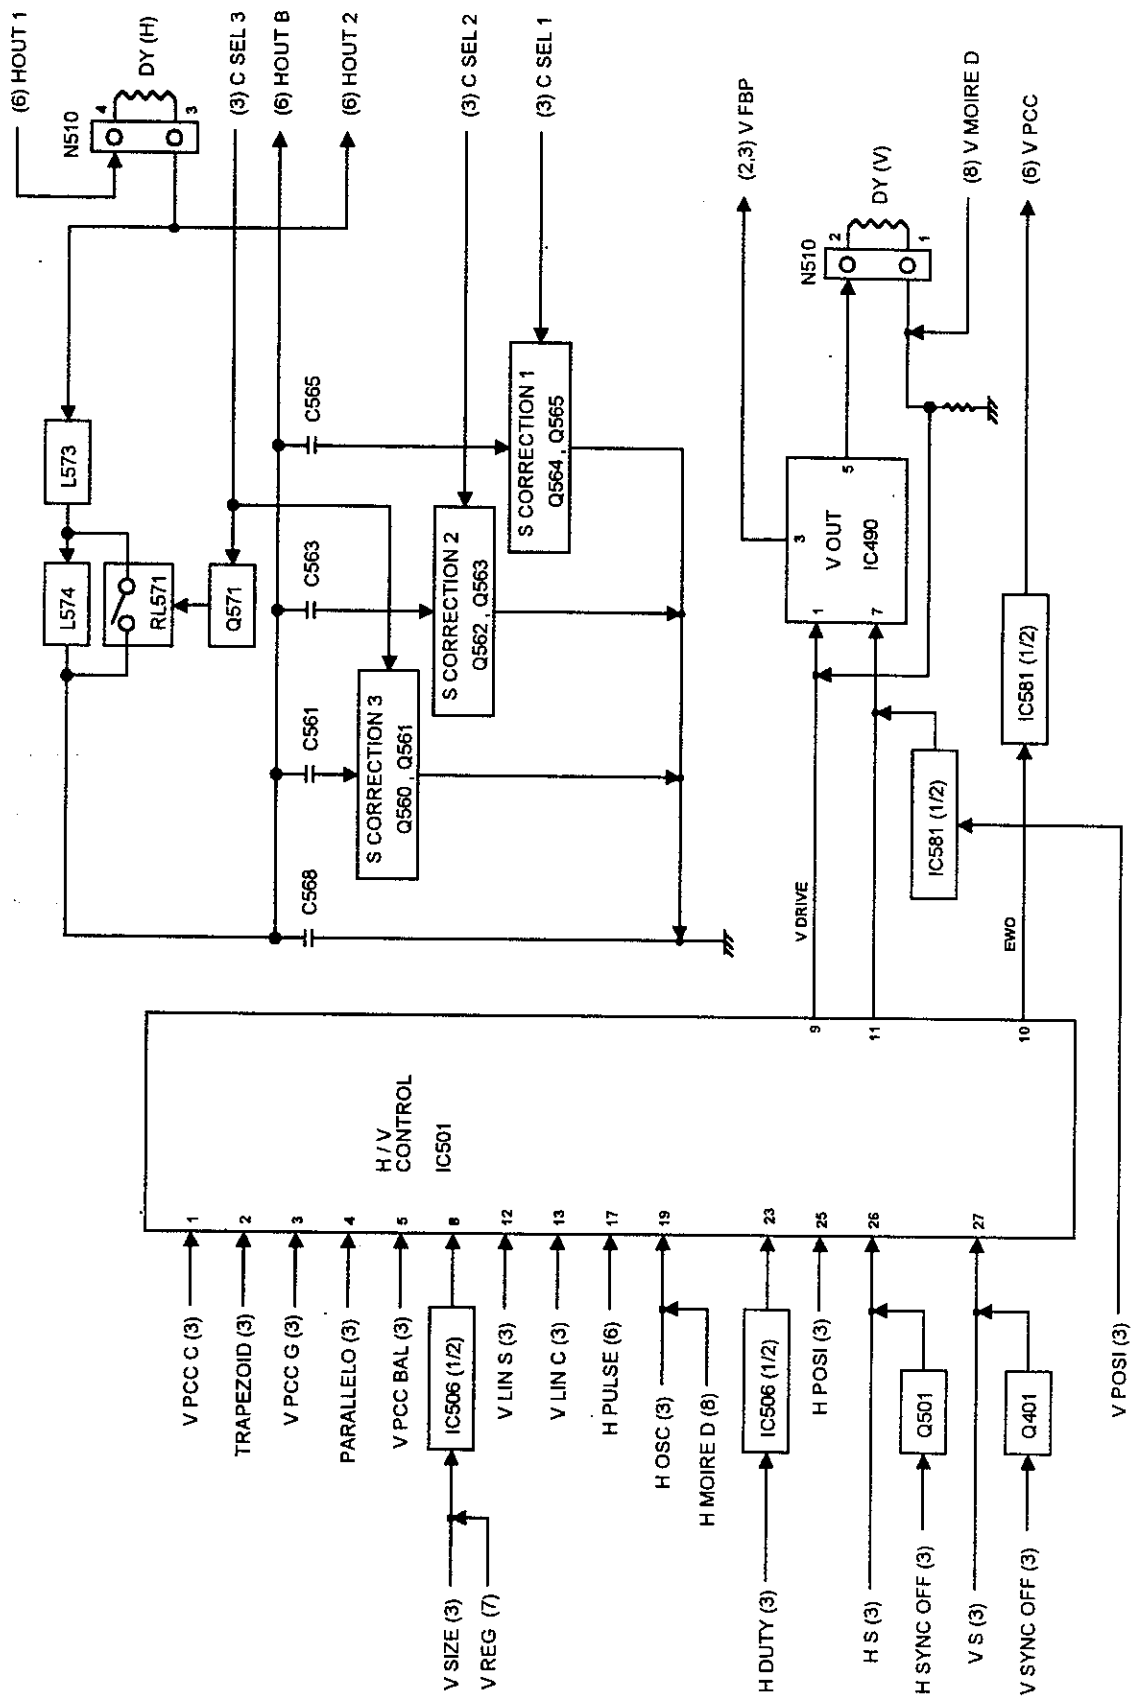 V PCC C (3)
TRAPEZOID (3)
V PCC G (3)
PARALLELO (3)
V PCC BAL (3)
IC506 (1/2)
V SIZE (3)
V REG (7)
V LIN S (3)
V LIN C (3)
H PULSE (6)
H OSC (3)
H MOIRE D (8)
IC506 (1/2)
H DUTY (3)
H POSI (3)
H S (3)
Q501
H SYNC OFF (3)
V S (3)
Q401
V SYNC OFF (3)
V POSI (3)
1
2
3
4
5
12
13
17
19
23
25
26
27
H / V
CONTROL
IC501
9
11
10
V DRIVE
EWO
L574
L573
RL571
Q571
C568
C561
C563
C565
S CORRECTION 3
Q560 , Q561
S CORRECTION 2
Q562 , Q563
S CORRECTION 1
Q564 , Q565
IC581 (1/2)
IC581 (1/2)
1
7
3
5
V OUT
IC490
N510
4
3
DY (H)
N510
2
1
DY (V)
(6) HOUT 1
(3) C SEL 3
(6) HOUT B
(6) HOUT 2
(3) C SEL 2
(3) C SEL 1
(2,3) V FBP
(8) V MOIRE D
(6) V PCC